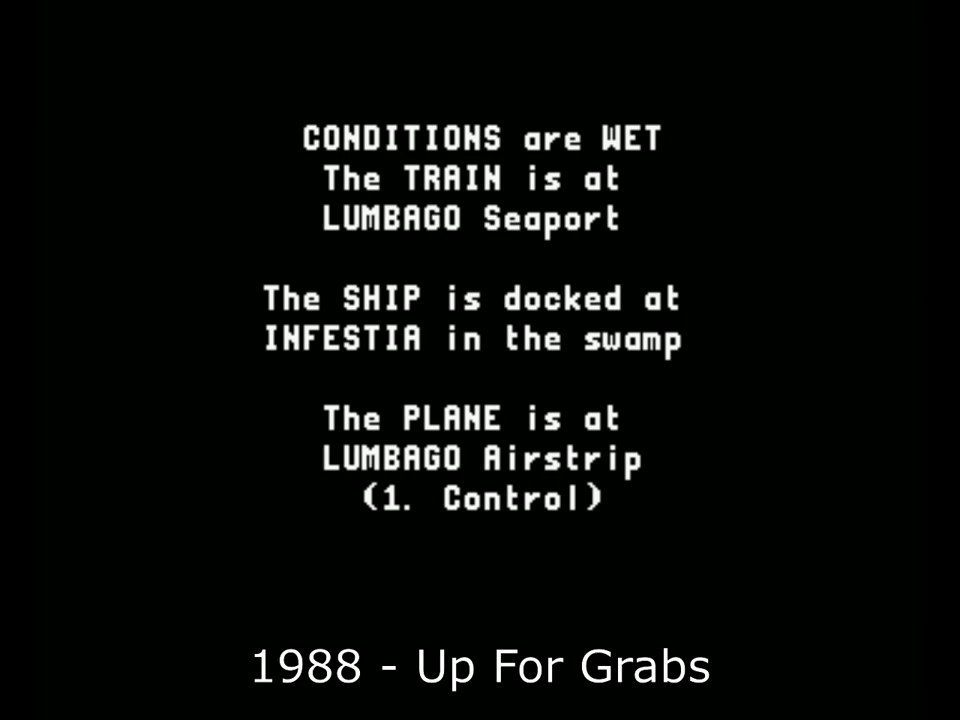 CONDITIONS are WET
The TRAIN is at
LUMBAGO Seaport
The SHIP is docked at
INFESTIA in the swamp
The PLANE is at
LUMBAGO Airstrip
(1. Control)
1988 - Up For Grabs